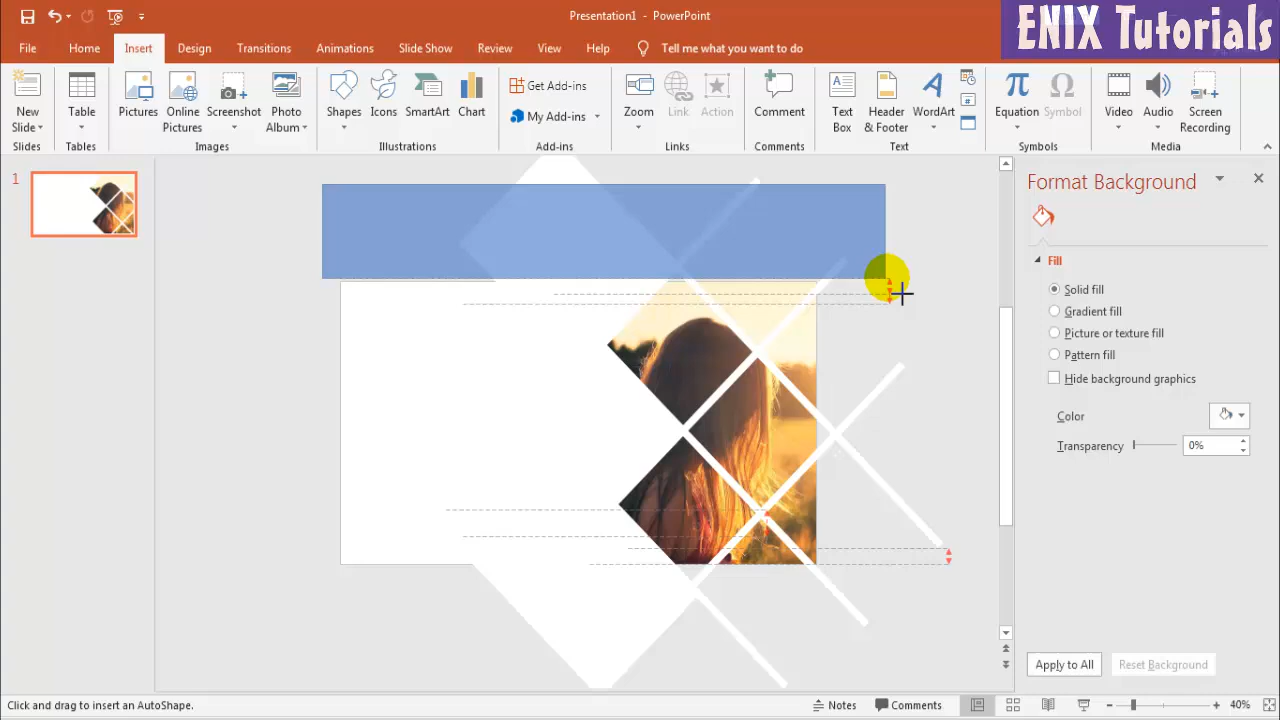 Presentation1 - PowerPoint
ENIX Tutorials
File Home Insert Design Transitions Animations Slide Show Review View Help Tell me what you want to do
New Slide
Table
Pictures
Online Pictures
Screenshot
Photo Album
Shapes
Icons
SmartArt
Chart
Get Add-ins
My Add-ins
Zoom
Link
Action
Comment
Text Box
Header & Footer
WordArt
Equation
Symbol
Video
Audio
Screen Recording
Slides Tables Images Illustrations Add-ins Links Comments Text Symbols Media
1
Format Background
Fill
Solid fill
Gradient fill
Picture or texture fill
Pattern fill
Hide background graphics
Color
Transparency 0%
Apply to All Reset Background
Click and drag to insert an AutoShape.
Notes Comments 40%